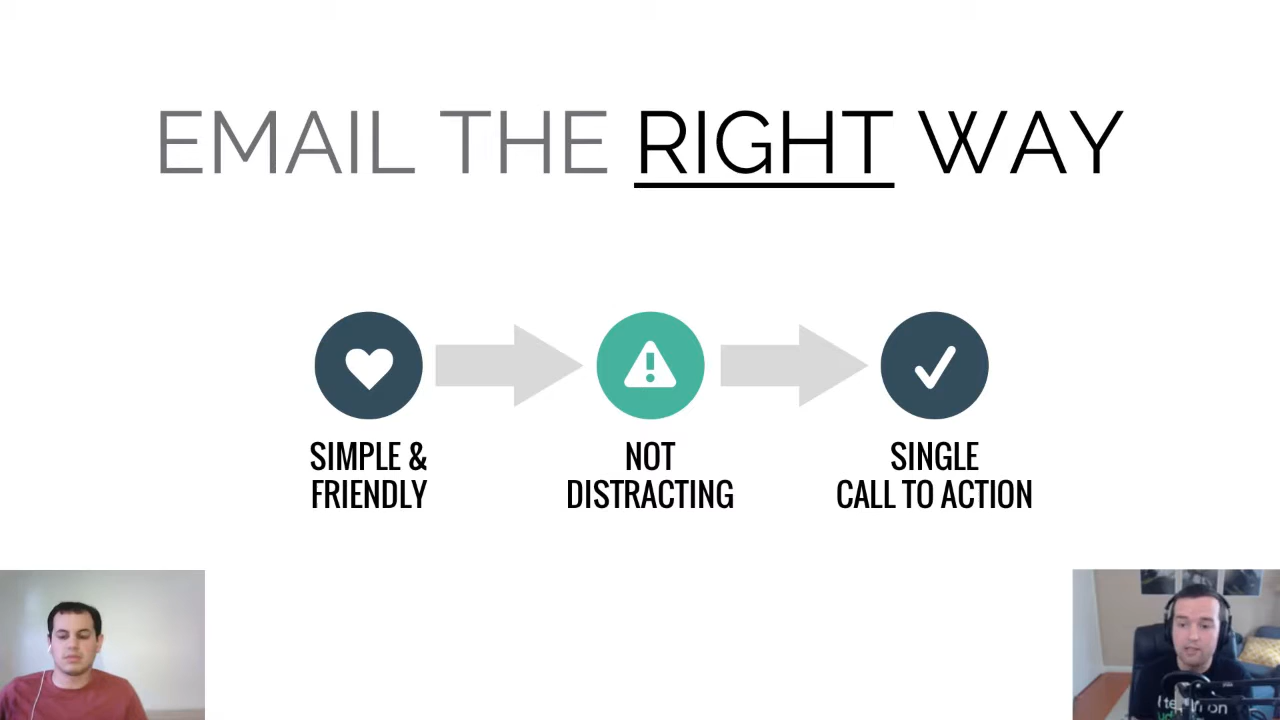 EMAIL THE RIGHT WAY
SIMPLE &
FRIENDLY
NOT
DISTRACTING
SINGLE
CALL TO ACTION